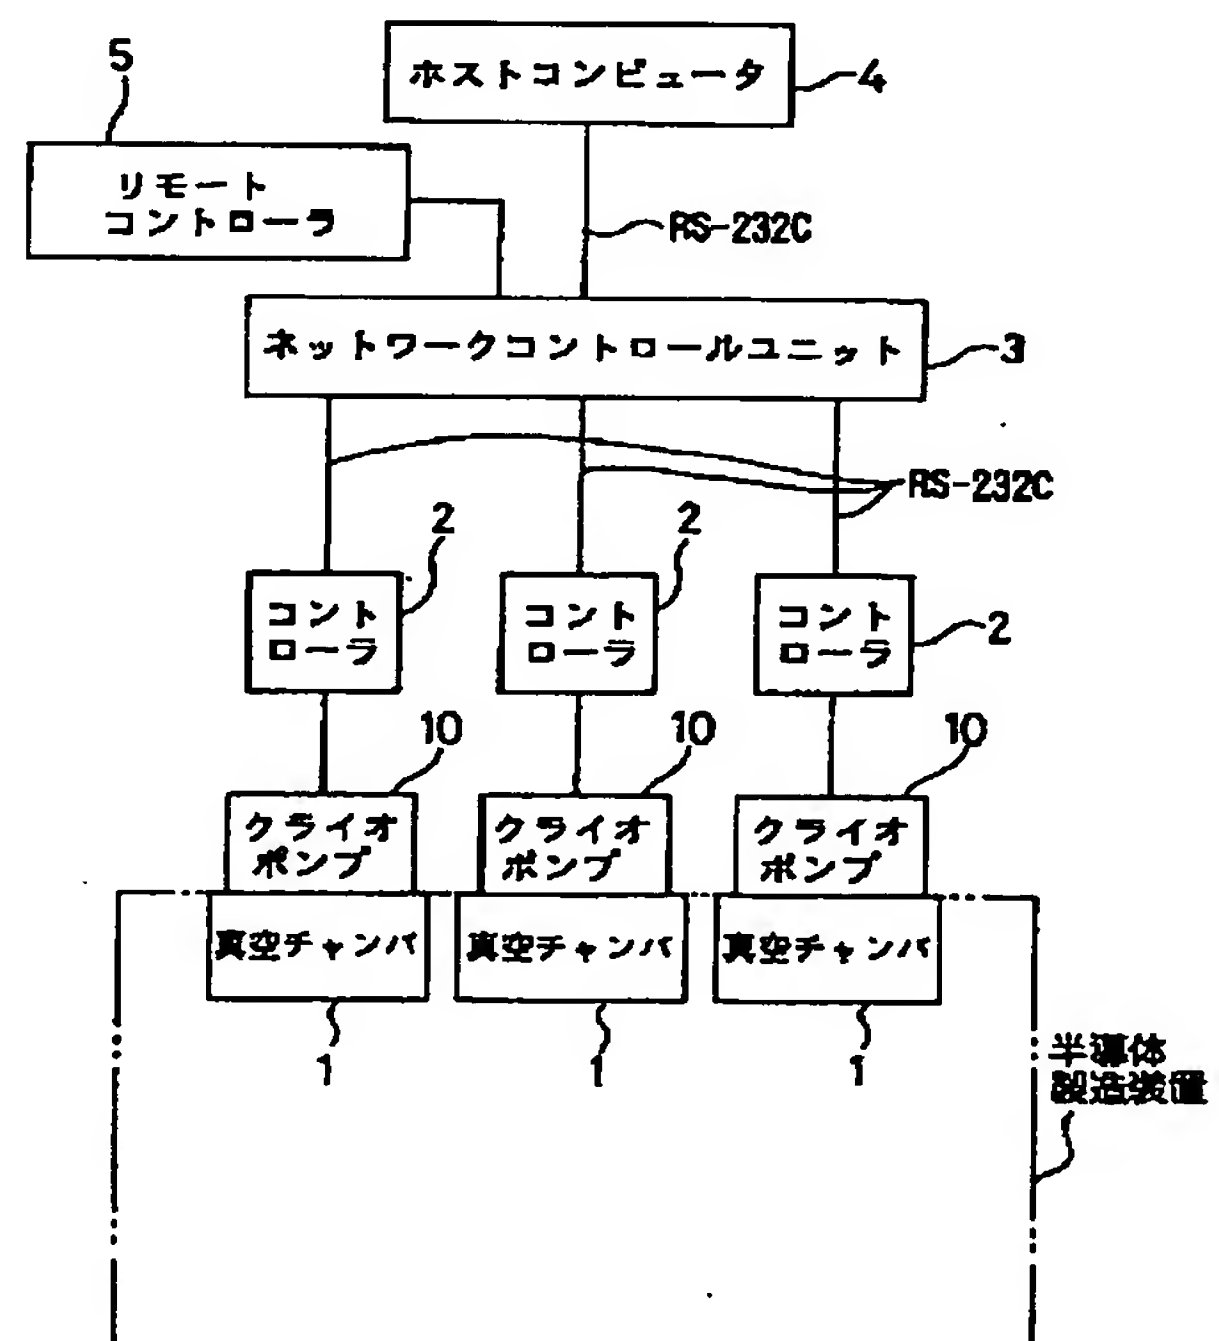 5
ホストコンピュータ
4
リモート
コントローラ
RS-232C
ネットワークコントロールユニット
3
RS-232C
2
2
コント
ローラ
コント
ローラ
コント
ローラ
2
10
10
10
クライオ
ポンプ
クライオ
ポンプ
クライオ
ポンプ
真空チャンバ
真空チャンバ
真空チャンバ
1
1
1
半導体
製造装置